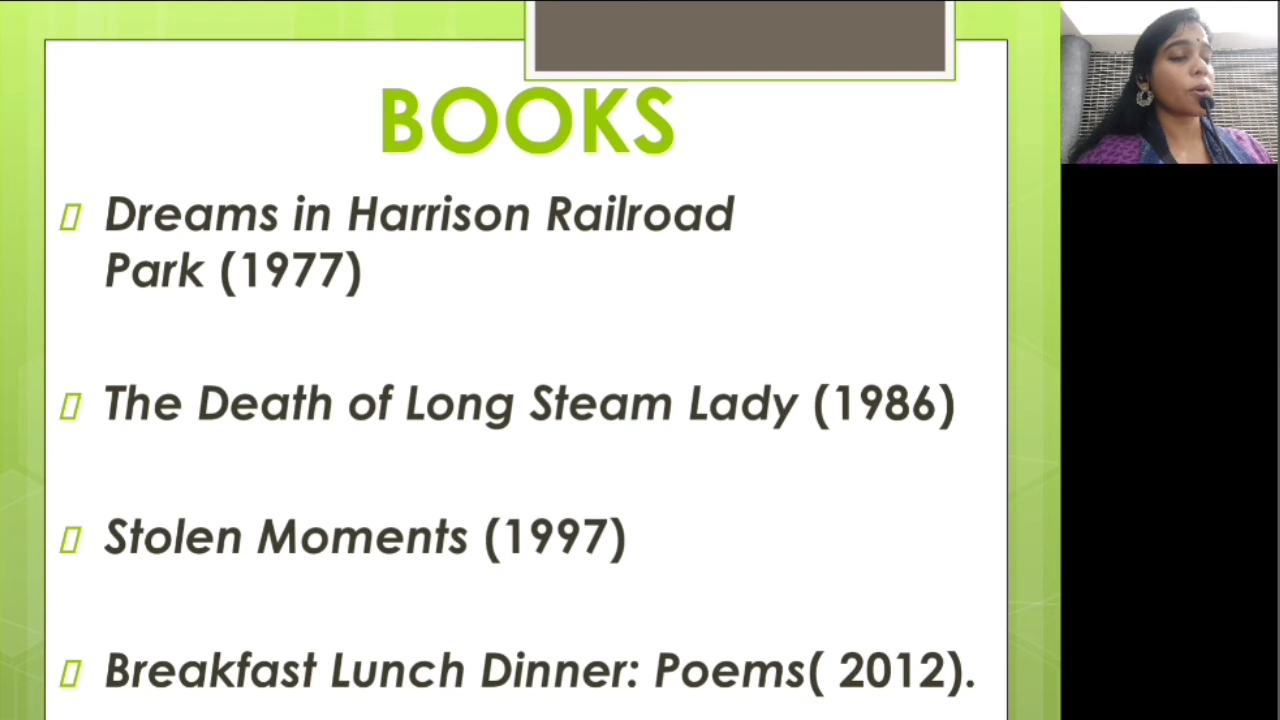 BOOKS
Dreams in Harrison Railroad
Park (1977)
The Death of Long Steam Lady (1986)
Stolen Moments (1997)
Breakfast Lunch Dinner: Poems( 2012).